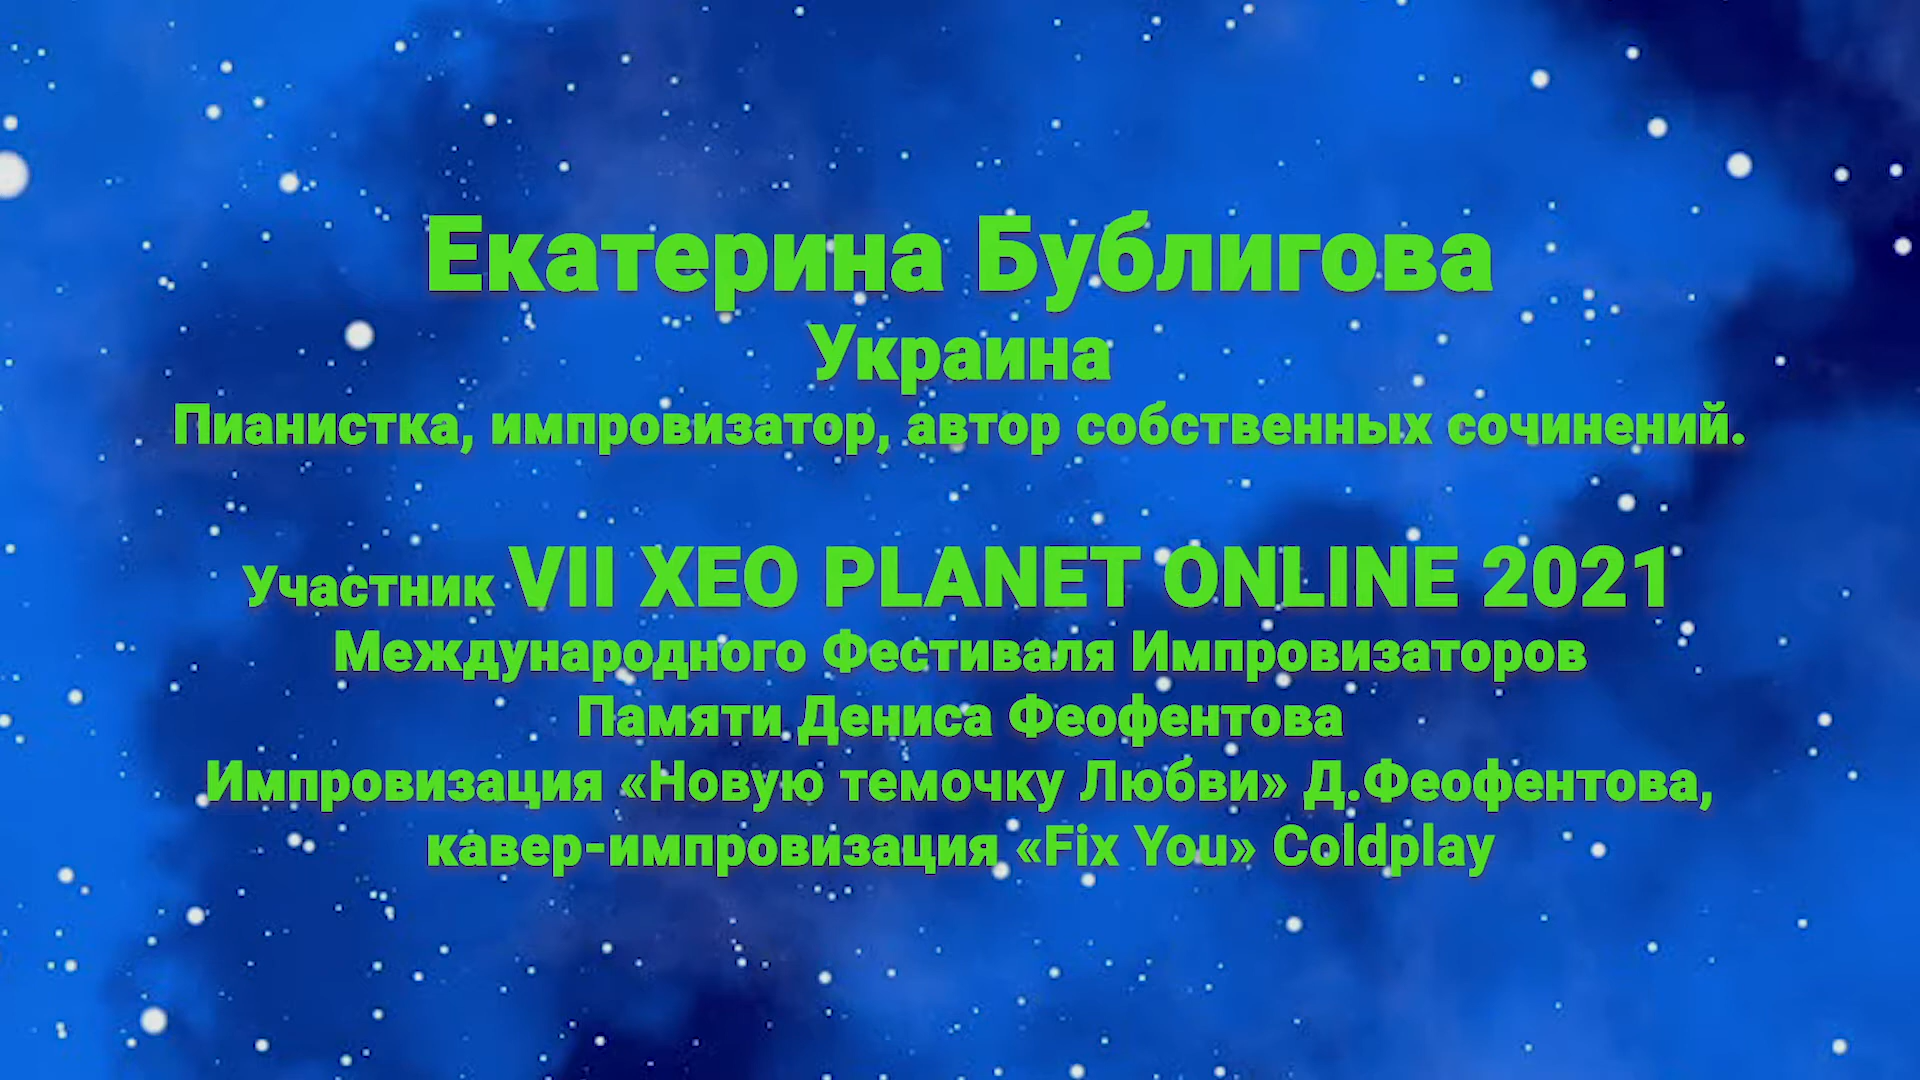 Екатерина Бублигова
Украина
Пианистка, импровизатор, автор собственных сочинений.
Участник VII XEO PLANET ONLINE 2021
Международного Фестиваля Импровизаторов
Памяти Дениса Феофентова
Импровизация «Новую темочку Любви» Д.Феофентова,
кавер-импровизация «Fix You» Coldplay